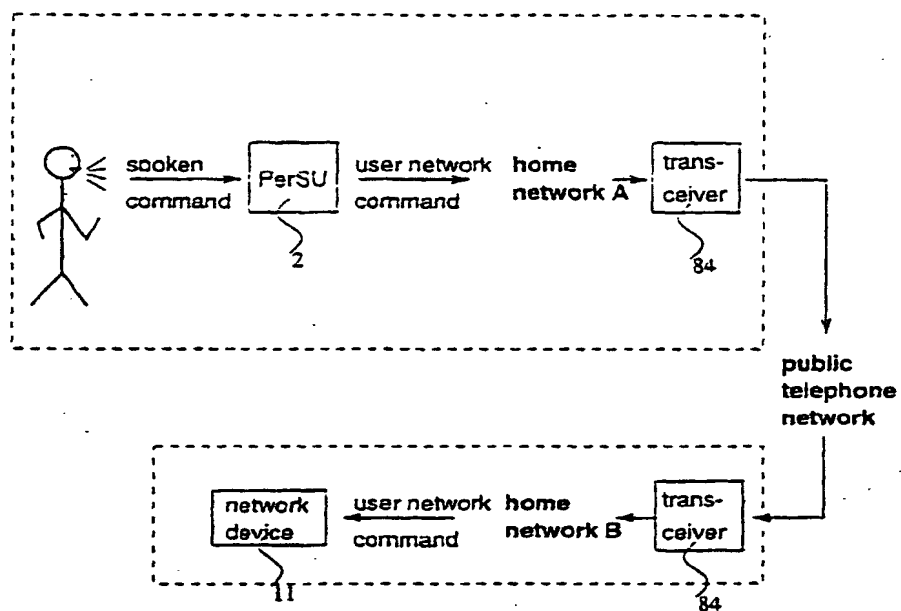 spoken
command
PerSU
2
user network
command
home
network A
trans-
ceiver
84
public
telephone
network
network
device
11
user network
command
home
network B
trans-
ceiver
84